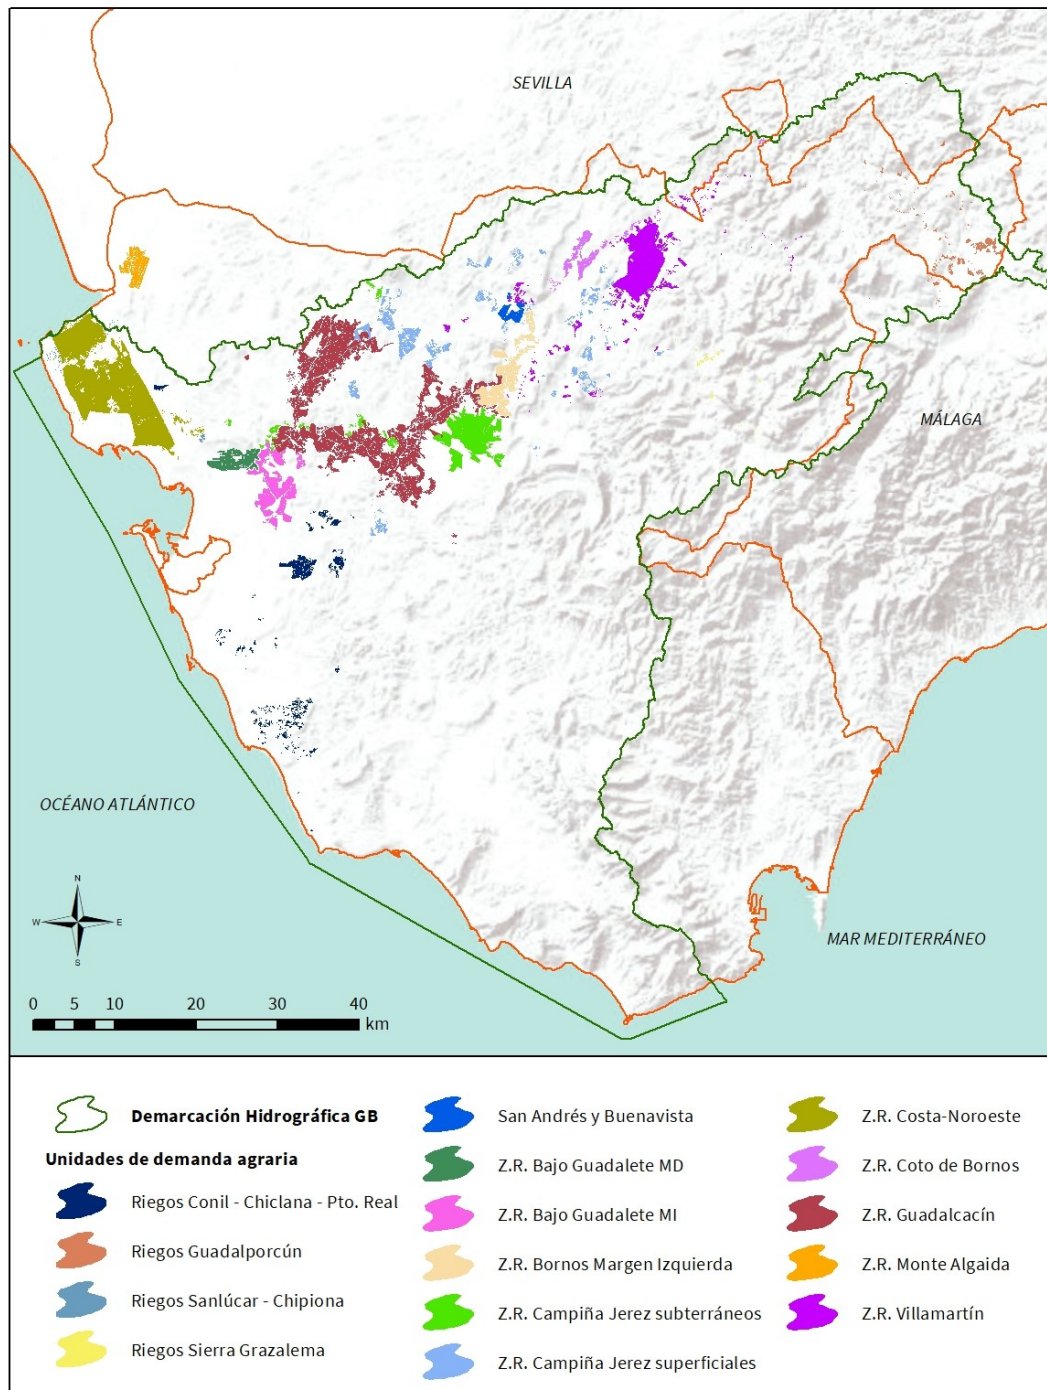 SEVILLA
MÁLAGA
OCÉANO ATLÁNTICO
N
W E
S
MAR MEDITERRÁNEO
0 5 10 20 30 40
km
Demarcación Hidrográfica GB
Unidades de demanda agraria
Riegos Conil - Chiclana - Pto. Real
Riegos Guadalporcún
Riegos Sanlúcar - Chipiona
Riegos Sierra Grazalema
San Andrés y Buenavista
Z.R. Bajo Guadalete MD
Z.R. Bajo Guadalete MI
Z.R. Bornos Margen Izquierda
Z.R. Campiña Jerez subterráneos
Z.R. Campiña Jerez superficiales
Z.R. Costa-Noroeste
Z.R. Coto de Bornos
Z.R. Guadalcacín
Z.R. Monte Algaida
Z.R. Villamartín